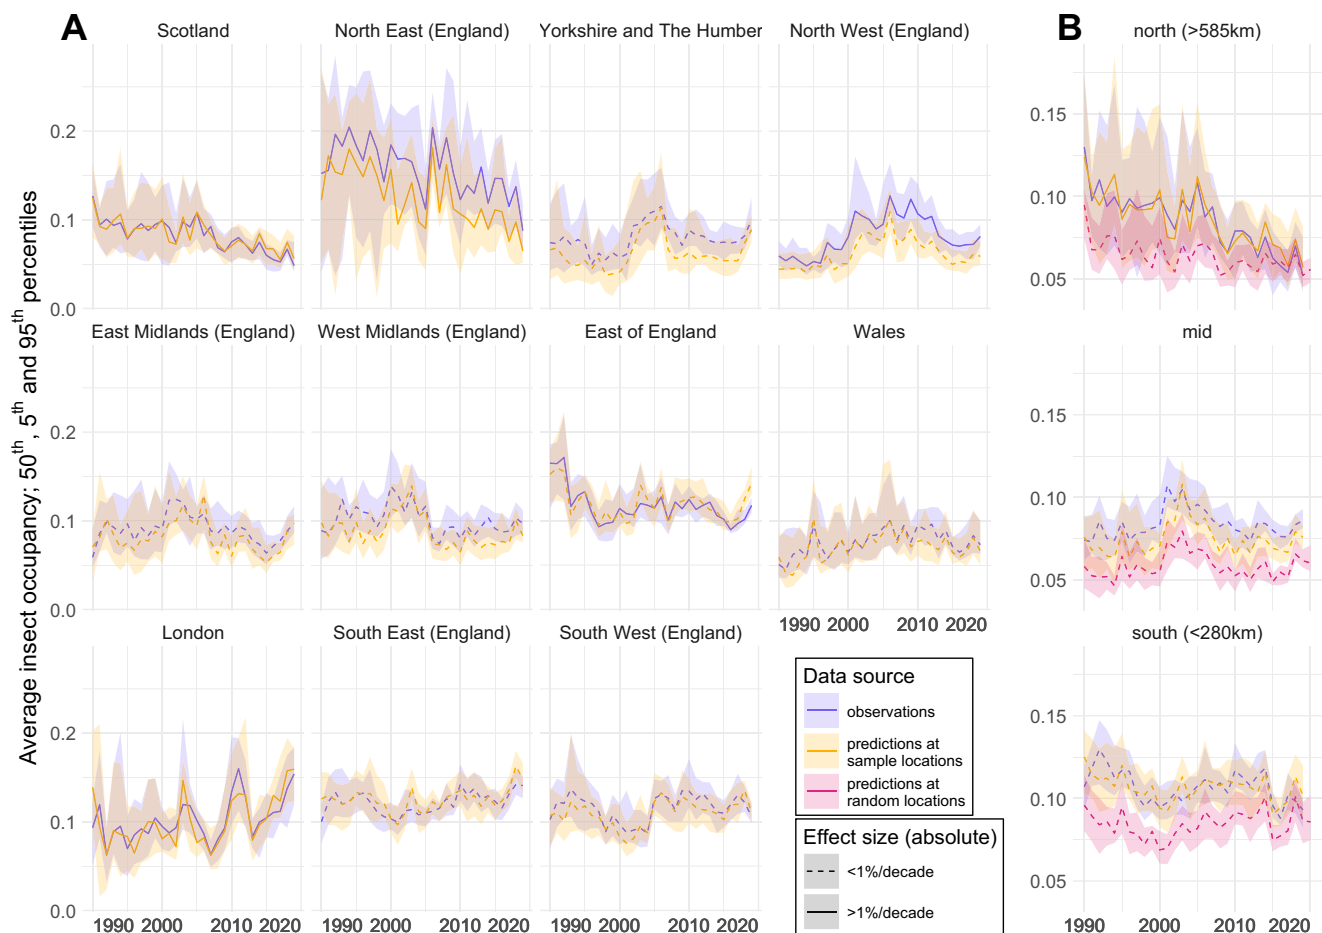 A
B
Scotland
North East (England)
Yorkshire and The Humber
North West (England)
north (>585km)
0.2
0.1
0.0
0.15
0.10
0.05
East Midlands (England)
West Midlands (England)
East of England
Wales
mid
0.2
0.1
0.0
1990 2000 2010 2020
0.15
0.10
0.05
London
South East (England)
South West (England)
south (<280km)
0.2
0.1
0.0
1990 2000 2010 2020
1990 2000 2010 2020
1990 2000 2010 2020
0.15
0.10
0.05
1990 2000 2010 2020
Average insect occupancy; 50th, 5th and 95th percentiles
Data source
observations
predictions at
sample locations
predictions at
random locations
Effect size (absolute)
<1%/decade
>1%/decade